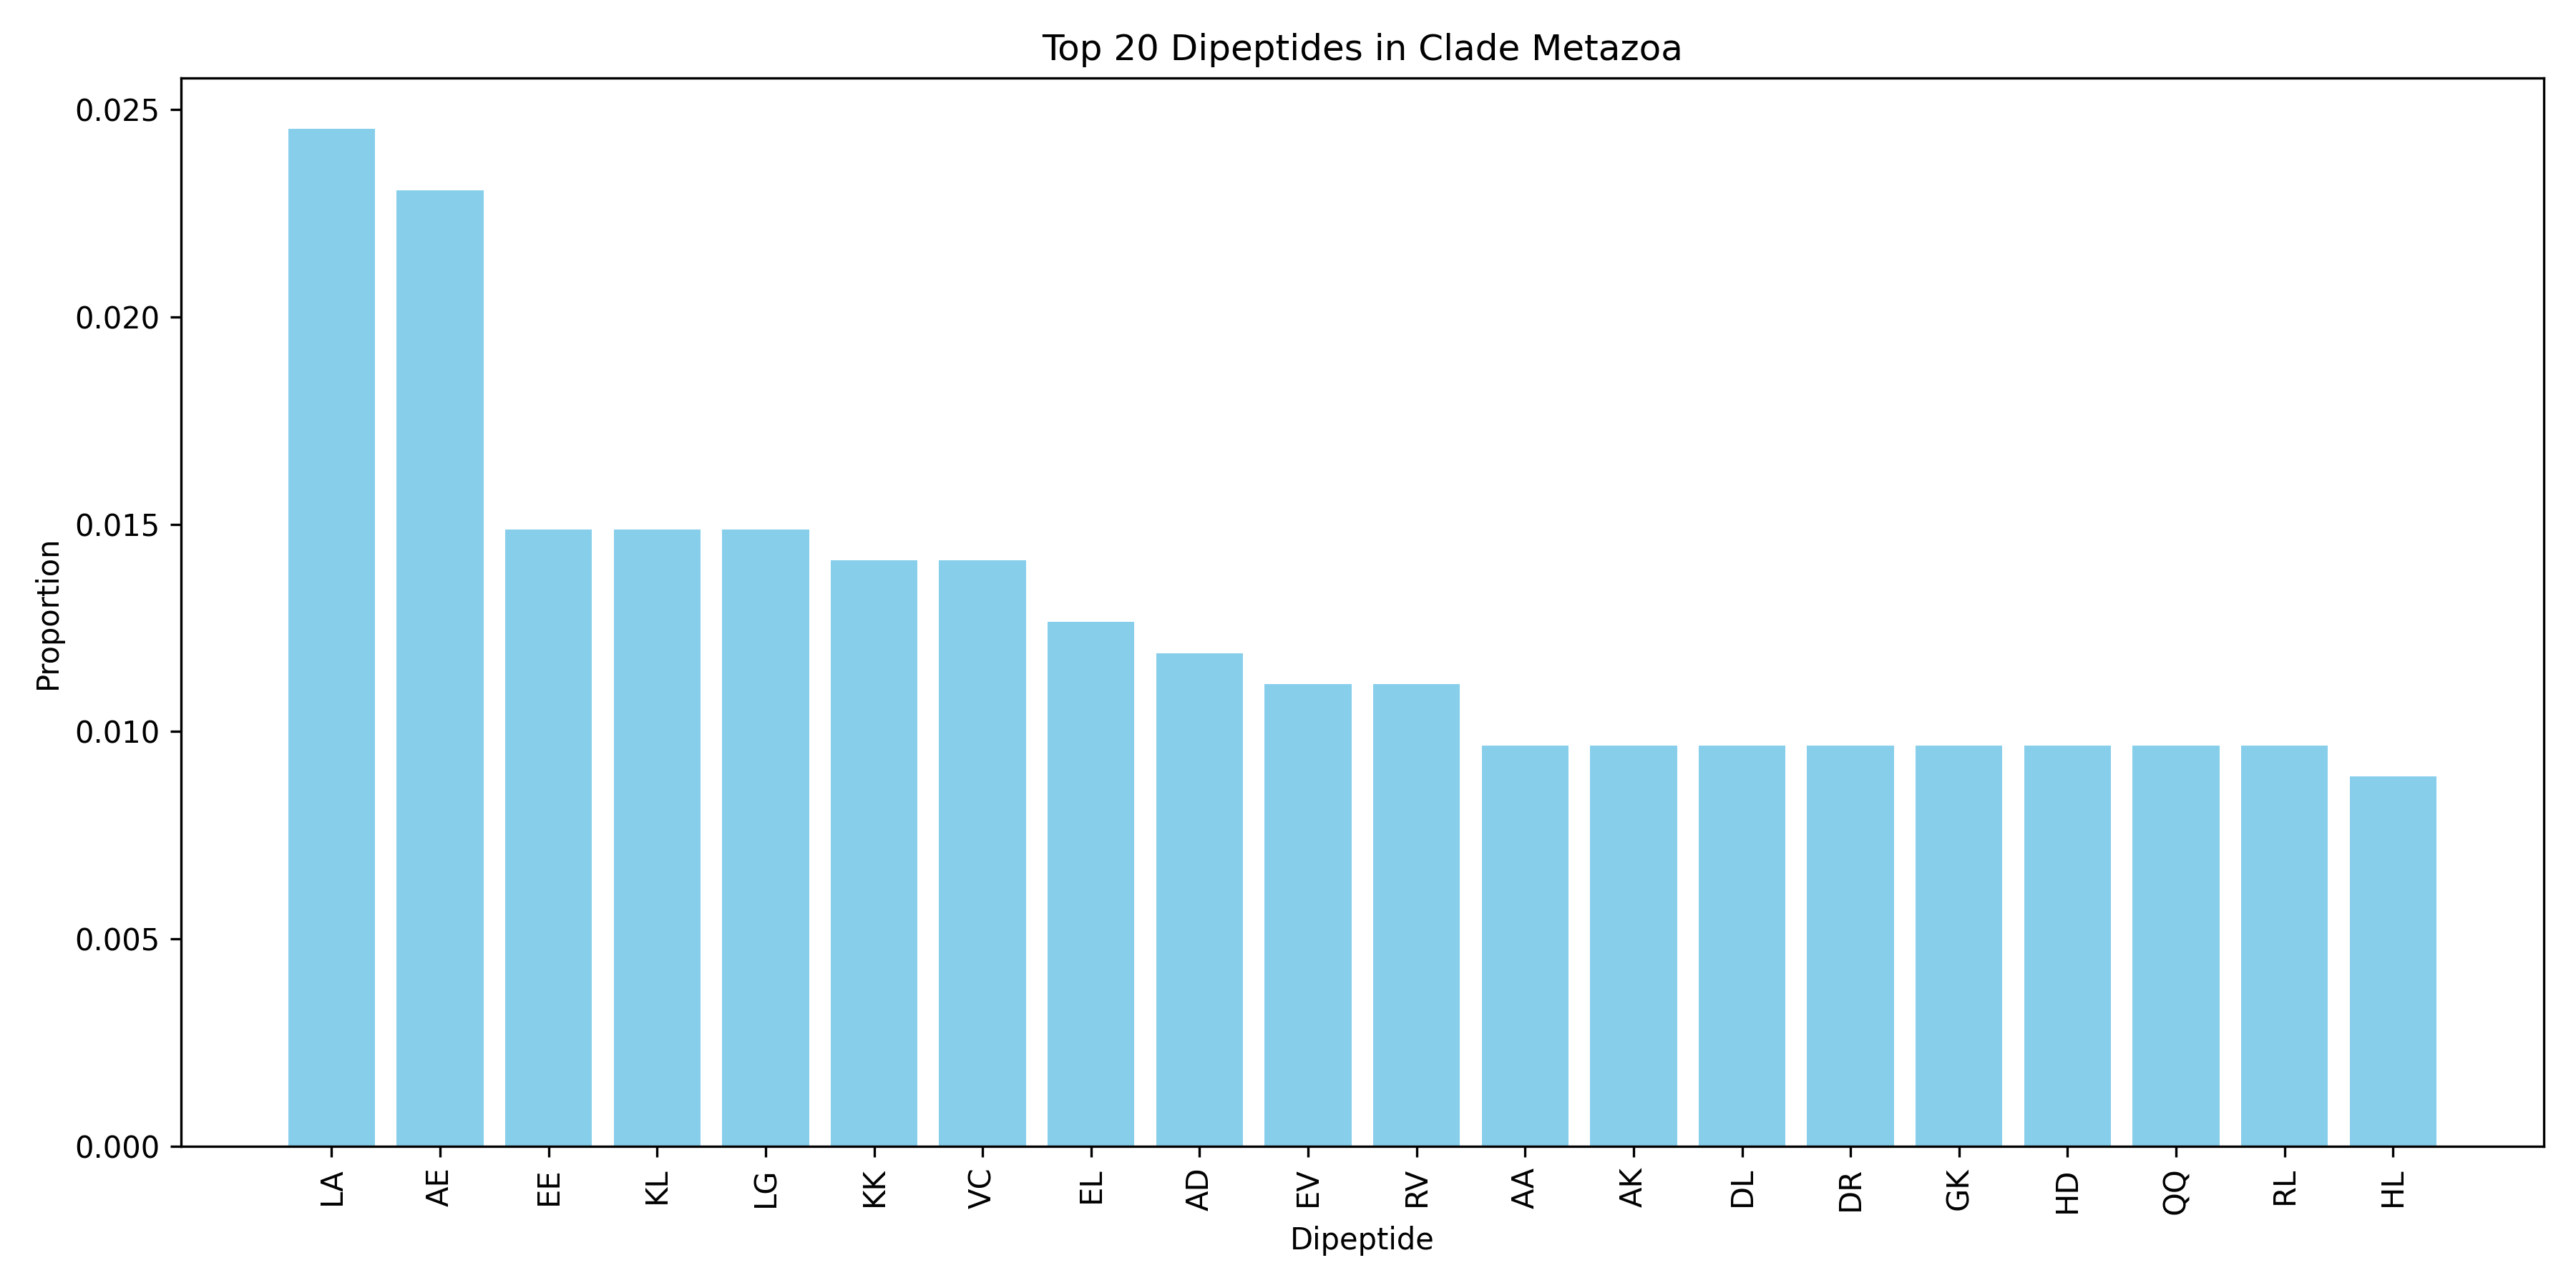 Top 20 Dipeptides in Clade Metazoa
0.025
0.020
0.015
0.010
0.005
0.000
Proportion
LA
AE
EE
KL
LG
KK
VC
EL
AD
EV
RV
AA
AK
DL
DR
GK
HD
QQ
RL
HL
Dipeptide